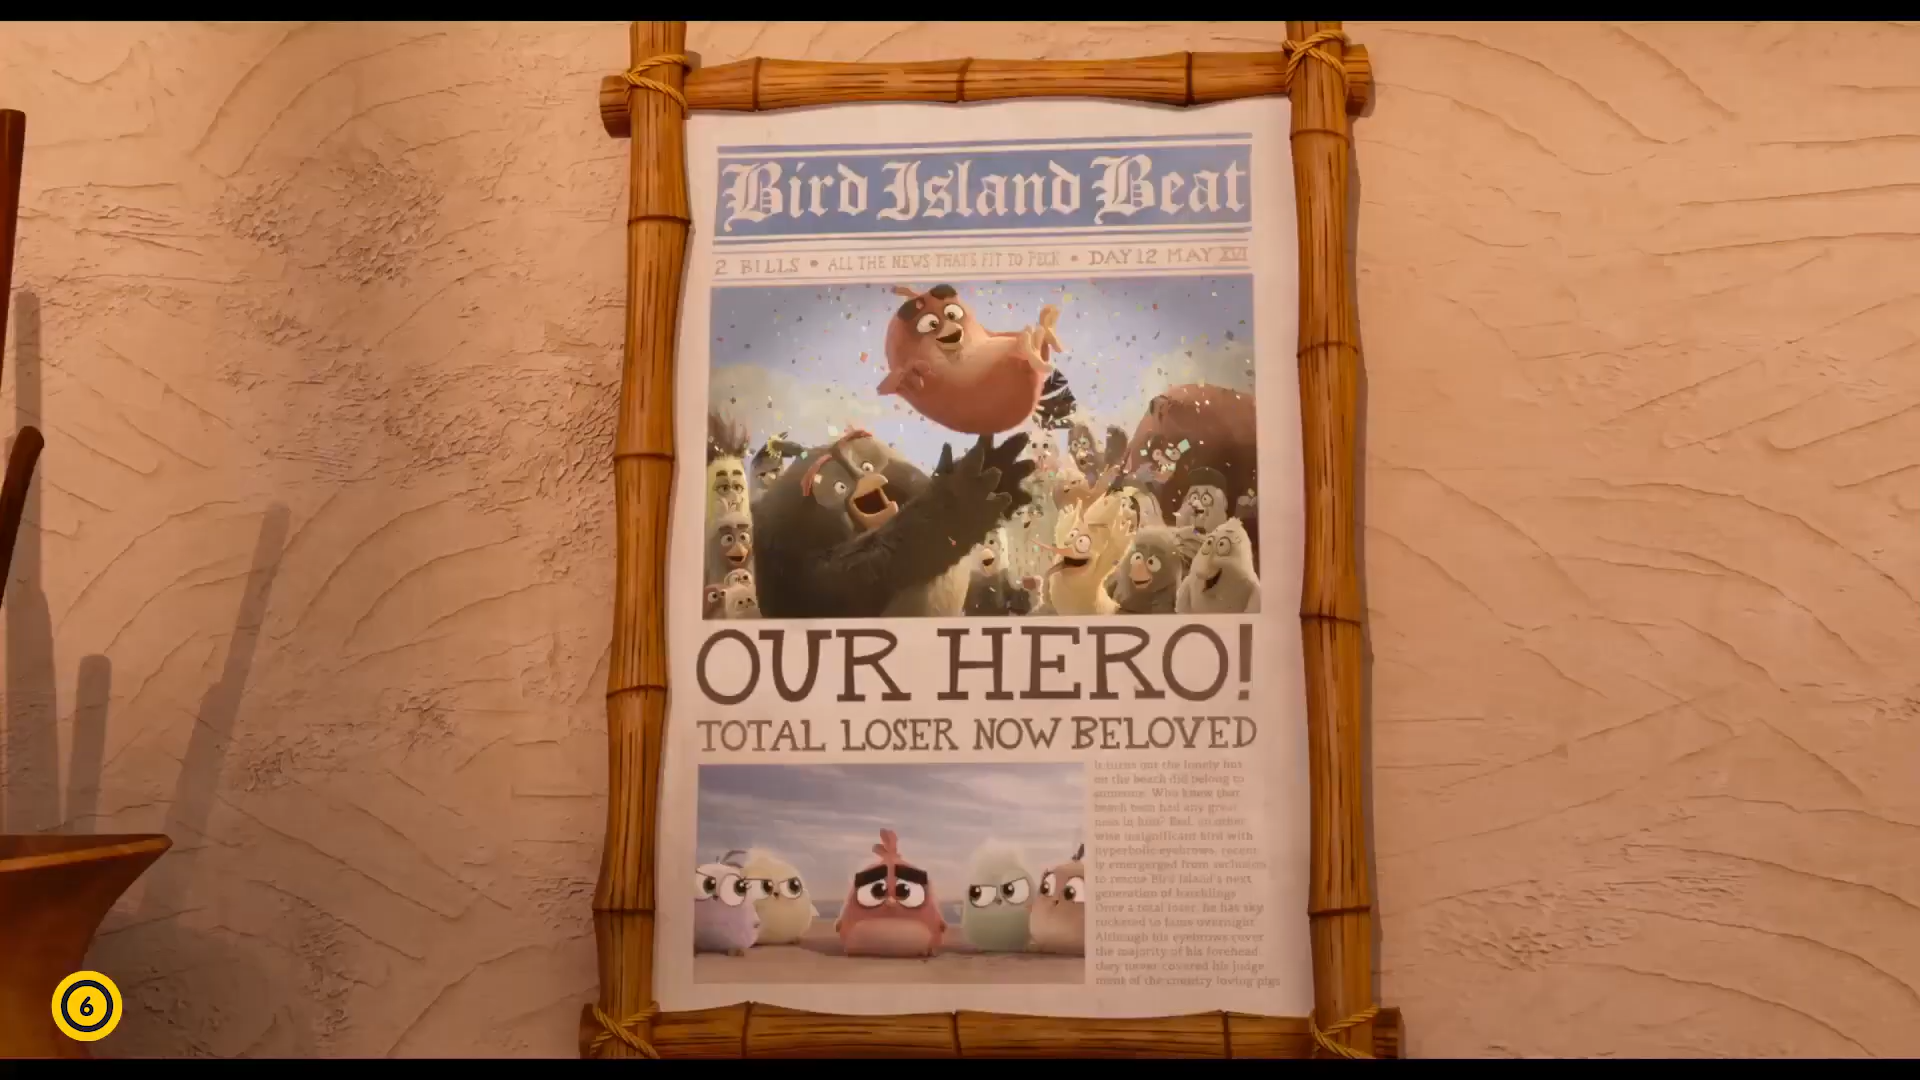 Bird Island Beat
2 BILLS • ALL THE NEWS THAT'S FIT TO PECK • DAY 12 MAY XVI
OUR HERO!
TOTAL LOSER NOW BELOVED
It turns out the lonely hut
on the beach did belong to
someone. Who knew that
beach bum had any great
ness in him? Red, an other
wise insignificant bird with
hyperbolic eyebrows, recent
ly emergerged from seclusion
to rescue Bird Island's next
generation of hatchlings
Once a total loser, he has sky
rocketed to fame overnight
Although his eyebrows cover
the majority of his forehead
they never covered his judge
ment of the country loving pigs
6